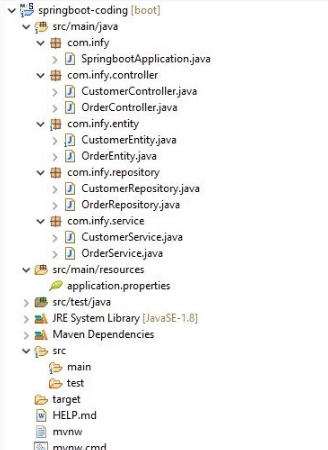 springboot-coding [boot]
src/main/java
com.infy
SpringbootApplication.java
com.infy.controller
CustomerController.java
OrderController.java
com.infy.entity
CustomerEntity.java
OrderEntity.java
com.infy.repository
CustomerRepository.java
OrderRepository.java
com.infy.service
CustomerService.java
OrderService.java
src/main/resources
application.properties
src/test/java
JRE System Library [JavaSE-1.8]
Maven Dependencies
src
main
test
target
HELP.md
mvnw
mvnw.cmd